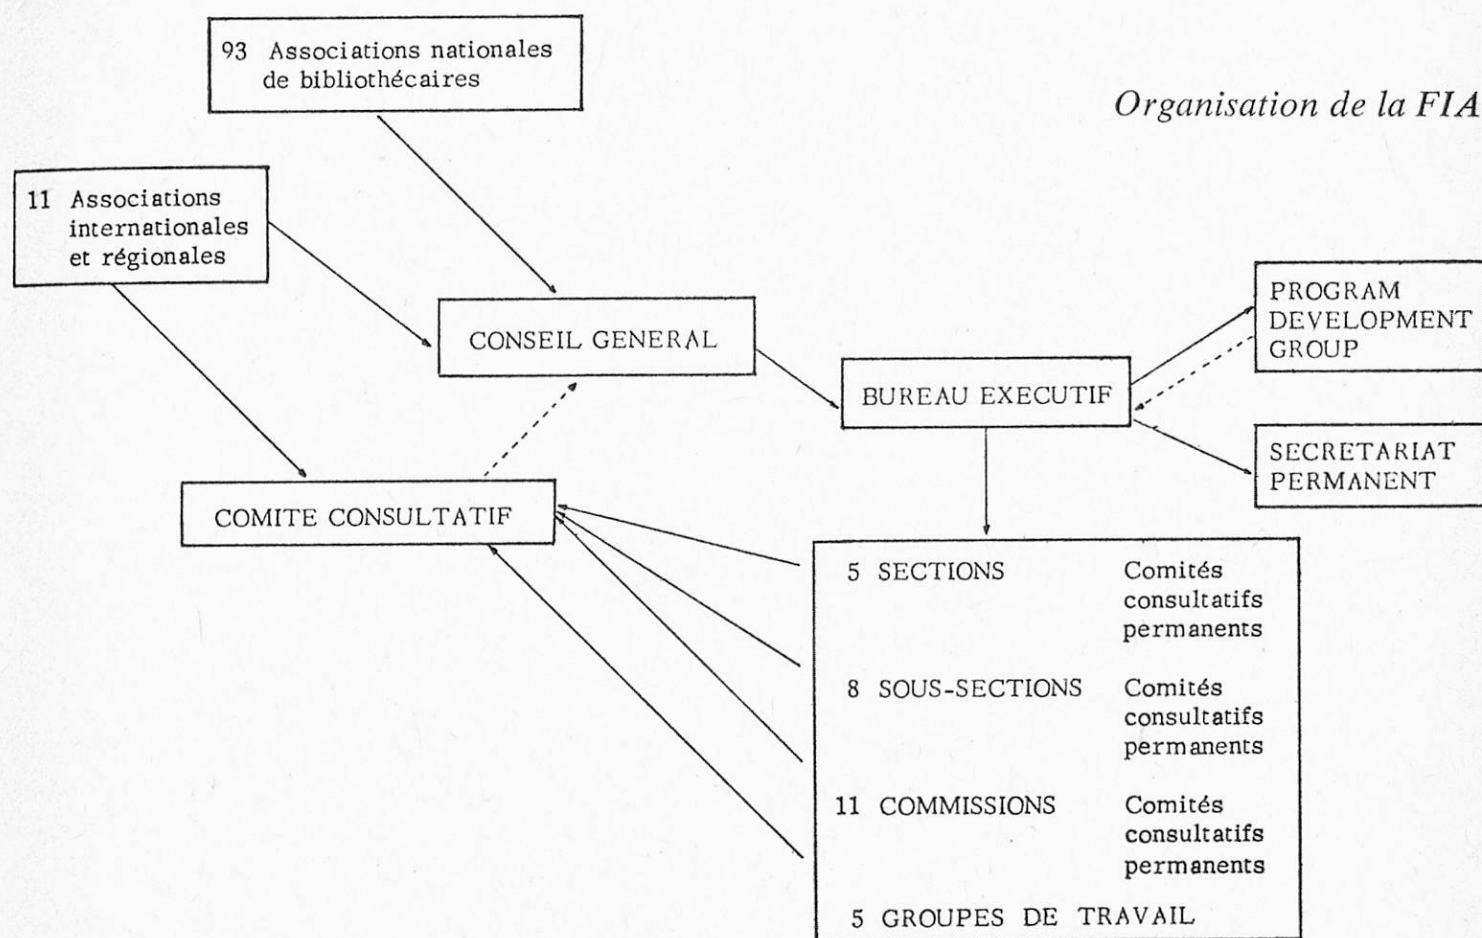 Organisation de la FIA
93 Associations nationales
de bibliothécaires
11 Associations
internationales
et régionales
CONSEIL GENERAL
BUREAU EXECUTIF
PROGRAM
DEVELOPMENT
GROUP
SECRETARIAT
PERMANENT
COMITE CONSULTATIF
5 SECTIONS Comités
consultatifs
permanents
8 SOUS-SECTIONS Comités
consultatifs
permanents
11 COMMISSIONS Comités
consultatifs
permanents
5 GROUPES DE TRAVAIL